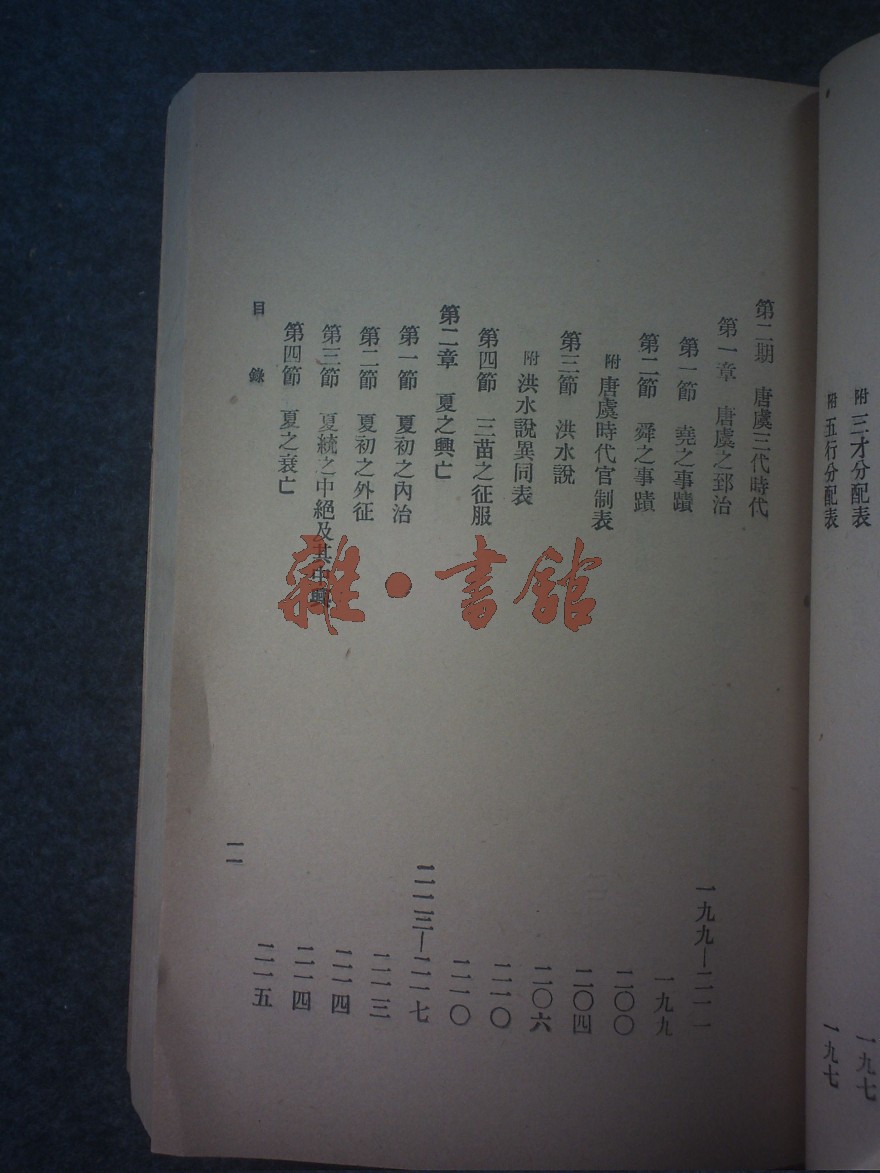 附 三才分配表 一九七
附 五行分配表 一九七
第二期 唐虞三代時代
第一章 唐虞之郅治 一九九—二一一
第一節 堯之事蹟 一九九
第二節 舜之事蹟 二〇〇
附 唐虞時代官制表 二〇四
第三節 洪水說 二〇六
附 洪水說異同表 二一〇
第四節 三苗之征服 二一〇
第二章 夏之興亡 二一三—二一七
第一節 夏初之內治 二一三
第二節 夏初之外征 二一四
第三節 夏統之中絕及其中興 二一四
第四節 夏之衰亡 二一五
目錄 一一
雜·書館